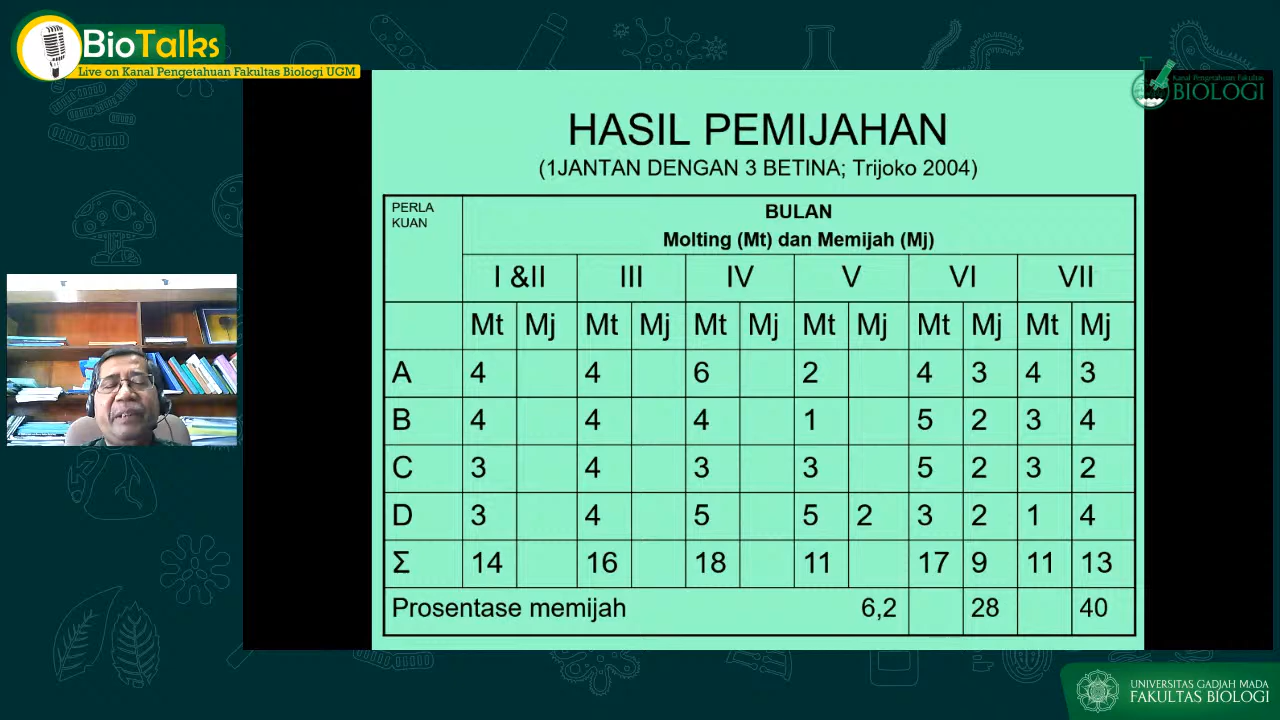 BioTalks
Live on Kanal Pengetahuan Fakultas Biologi UGM
Kanal Pengetahuan Fakultas
BIOLOGI
HASIL PEMIJAHAN
(1JANTAN DENGAN 3 BETINA; Trijoko 2004)
PERLA
KUAN
BULAN
Molting (Mt) dan Memijah (Mj)
I &II III IV V VI VII
Mt Mj Mt Mj Mt Mj Mt Mj Mt Mj Mt Mj
A 4 4 6 2 4 3 4 3
B 4 4 4 1 5 2 3 4
C 3 4 3 3 5 2 3 2
D 3 4 5 5 2 3 2 1 4
Σ 14 16 18 11 17 9 11 13
Prosentase memijah 6,2 28 40
UNIVERSITAS GADJAH MADA
FAKULTAS BIOLOGI